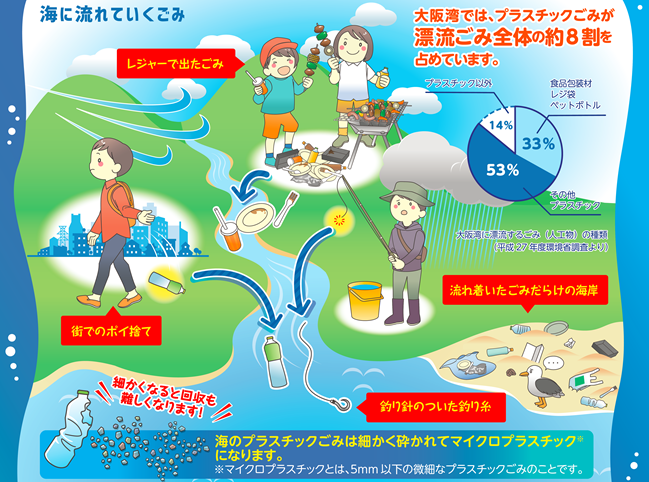 海に流れていくごみ
大阪湾では、プラスチックごみが
漂流ごみ全体の約8割を
占めています。
レジャーで出たごみ
プラスチック以外
食品包装材
レジ袋
ペットボトル
14%
33%
53%
その他
プラスチック
大阪湾に漂流するごみ（人工物）の種類
（平成27年度環境省調査より）
流れ着いたごみだらけの海岸
街でのポイ捨て
釣り針のついた釣り糸
細かくなると回収も
難しくなります!
海のプラスチックごみは細かく砕かれてマイクロプラスチック※
になります。
※マイクロプラスチックとは、5mm以下の微細なプラスチックごみのことです。